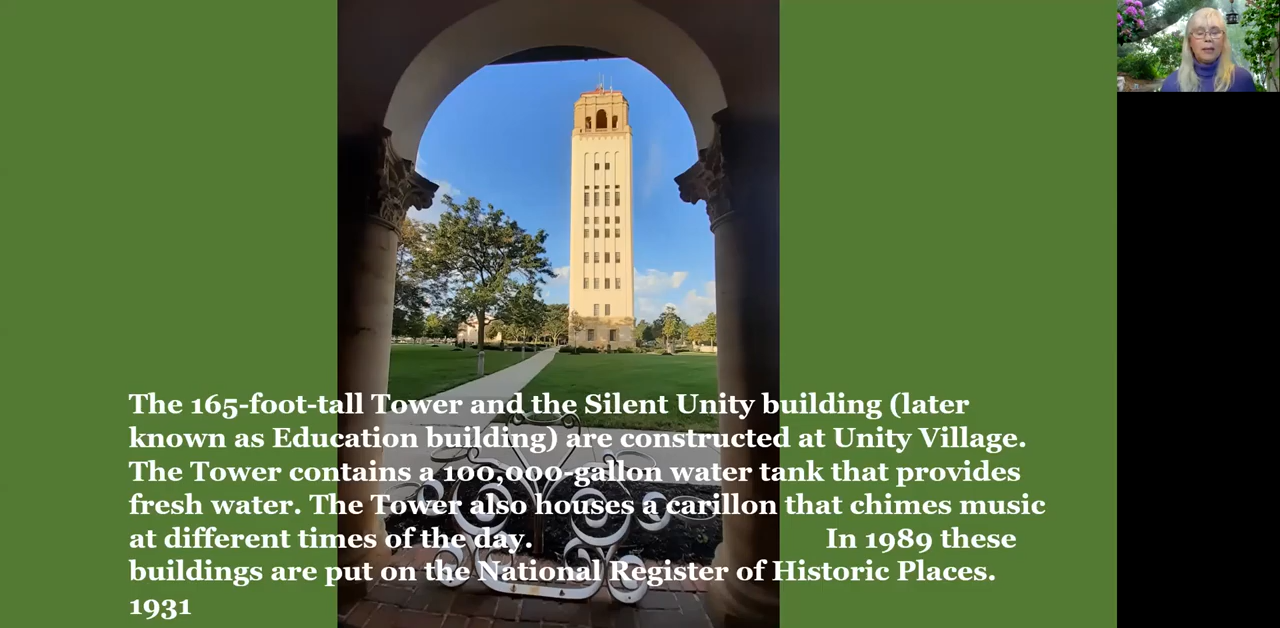 The 165-foot-tall Tower and the Silent Unity building (later
known as Education building) are constructed at Unity Village.
The Tower contains a 100,000-gallon water tank that provides
fresh water. The Tower also houses a carillon that chimes music
at different times of the day. In 1989 these
buildings are put on the National Register of Historic Places.
1931